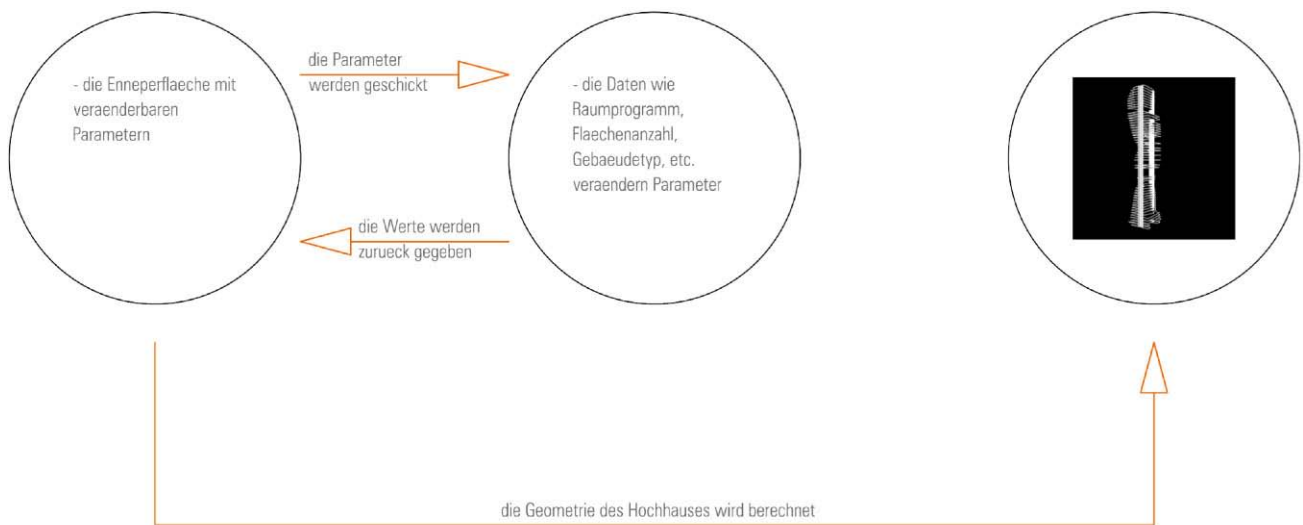 - die Enneperflaeche mit
veraenderbaren
Parametern
die Parameter
werden geschickt
- die Daten wie
Raumprogramm,
Flaechenanzahl,
Gebaeudetyp, etc.
veraendern Parameter
die Werte werden
zurueck gegeben
die Geometrie des Hochhauses wird berechnet